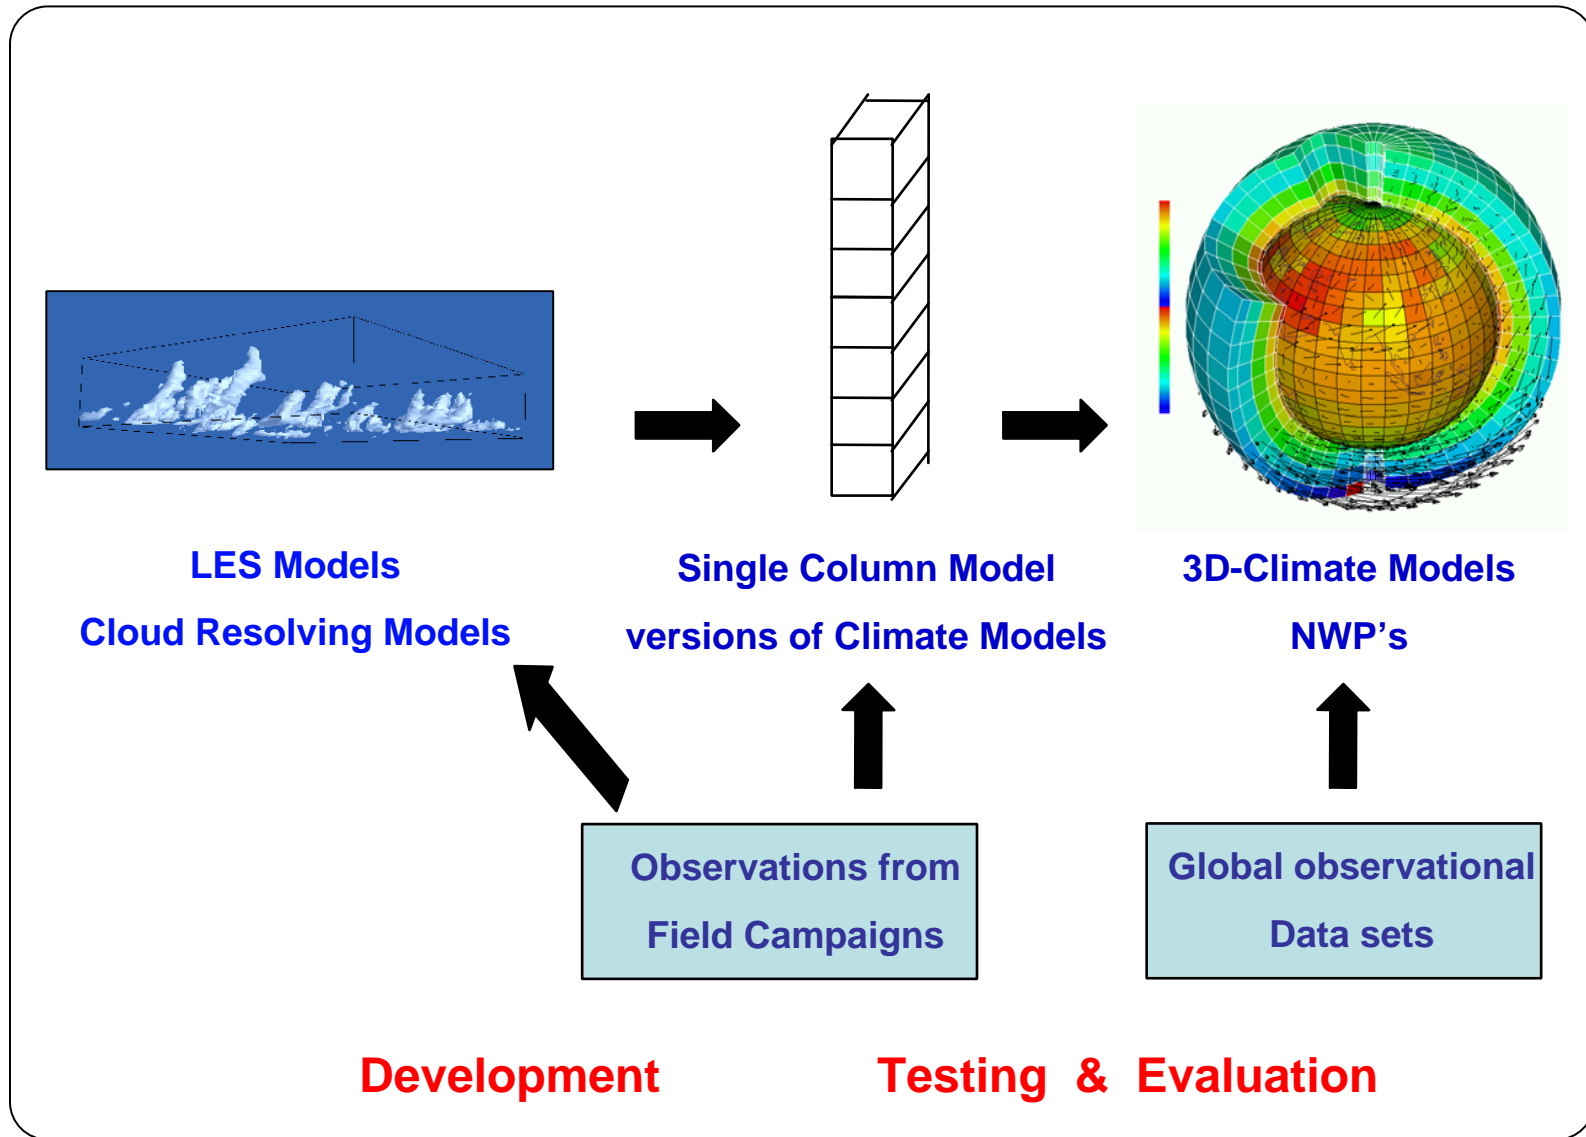 LES Models
Cloud Resolving Models
Single Column Model
versions of Climate Models
3D-Climate Models
NWP’s
Observations from
Field Campaigns
Global observational
Data sets
Development
Testing & Evaluation